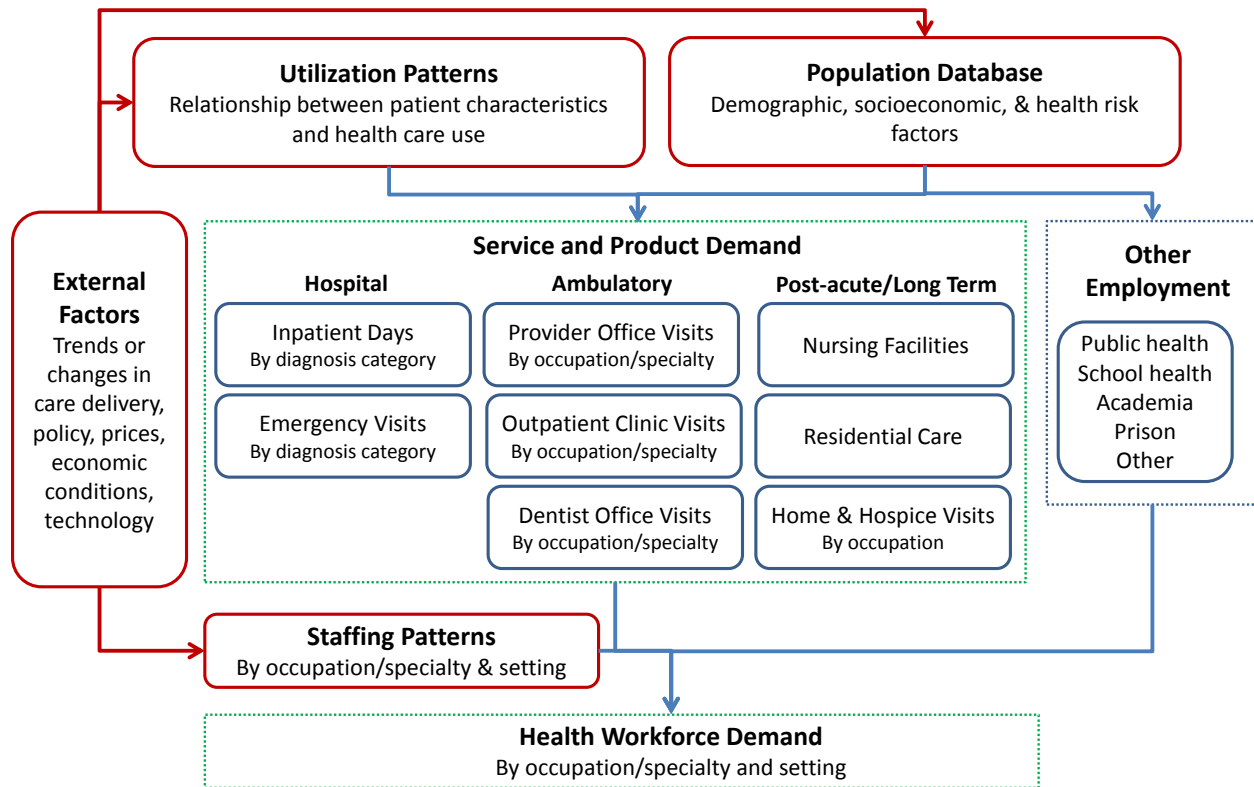 Utilization Patterns
Relationship between patient characteristics
and health care use
Population Database
Demographic, socioeconomic, & health risk
factors
External
Factors
Trends or
changes in
care delivery,
policy, prices,
economic
conditions,
technology
Service and Product Demand
Hospital
Inpatient Days
By diagnosis category
Emergency Visits
By diagnosis category
Ambulatory
Provider Office Visits
By occupation/specialty
Outpatient Clinic Visits
By occupation/specialty
Dentist Office Visits
By occupation/specialty
Post-acute/Long Term
Nursing Facilities
Residential Care
Home & Hospice Visits
By occupation
Other
Employment
Public health
School health
Academia
Prison
Other
Staffing Patterns
By occupation/specialty & setting
Health Workforce Demand
By occupation/specialty and setting